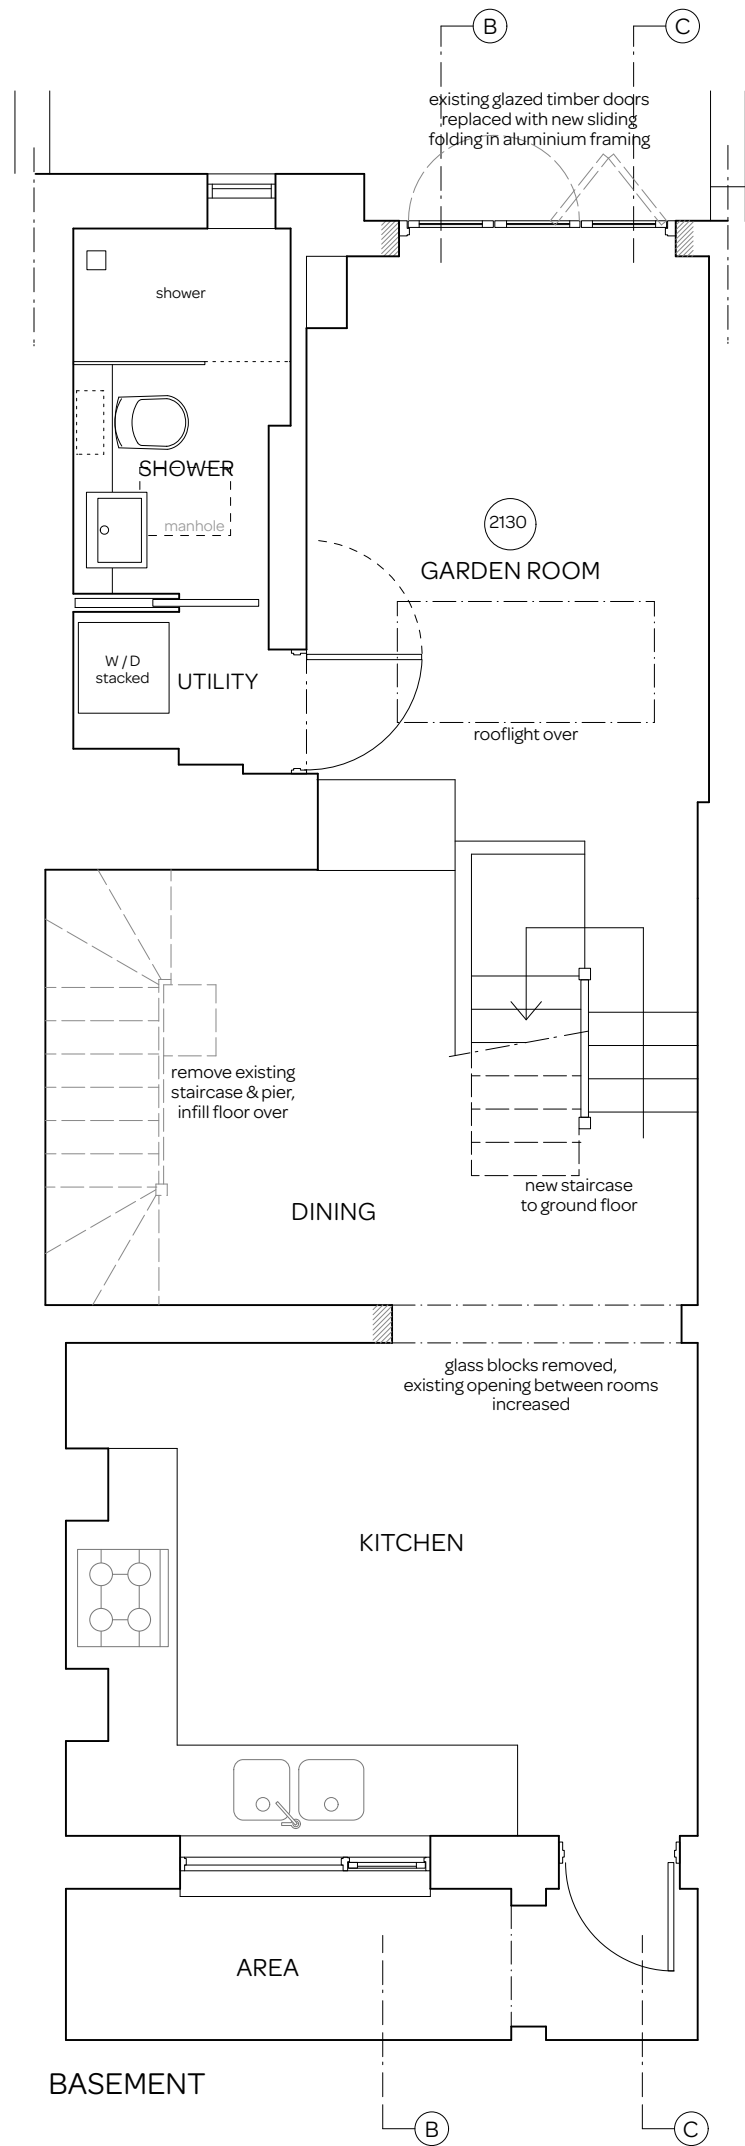 B
C
existing glazed timber doors
replaced with new sliding
folding in aluminium framing
shower
SHOWER
manhole
2130
GARDEN ROOM
W / D
stacked
UTILITY
rooflight over
remove existing
staircase & pier,
infill floor over
new staircase
to ground floor
DINING
glass blocks removed,
existing opening between rooms
increased
KITCHEN
AREA
BASEMENT
B
C